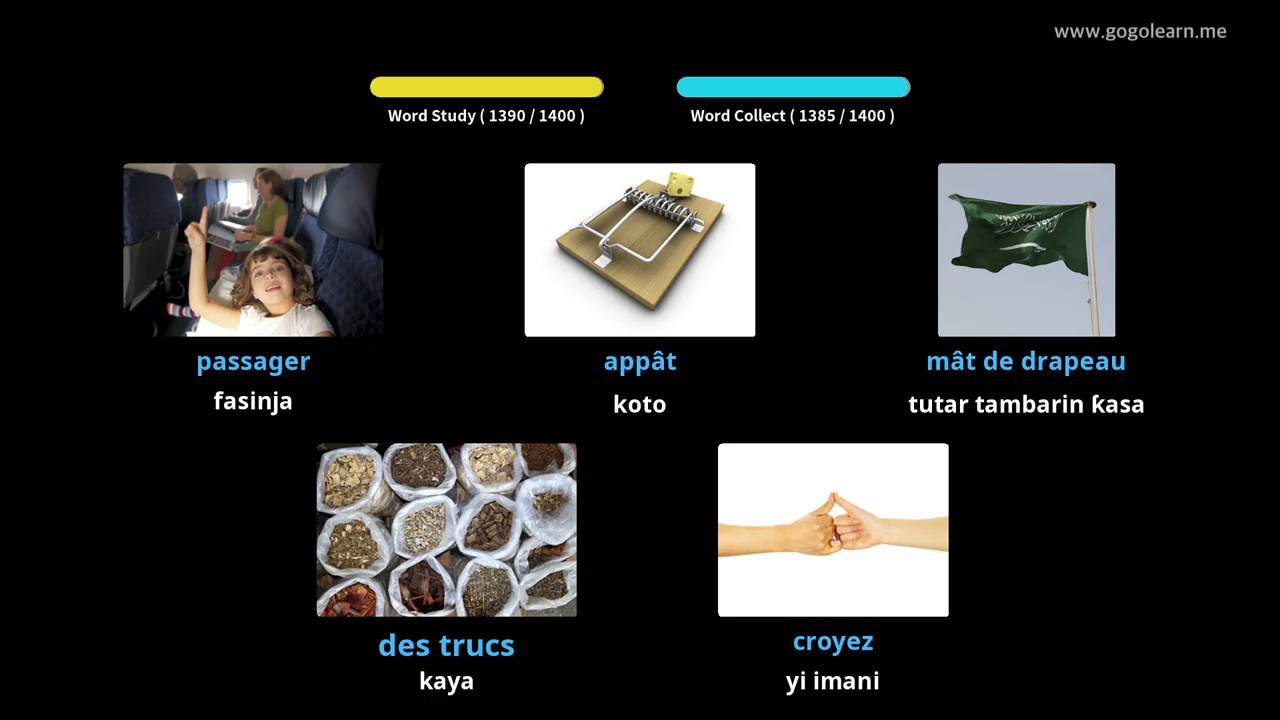 www.gogolearn.me
Word Study ( 1390 / 1400 )
Word Collect ( 1385 / 1400 )
passager
appât
mât de drapeau
fasinja
koto
tutar tambarin ƙasa
des trucs
croyez
kaya
yi imani